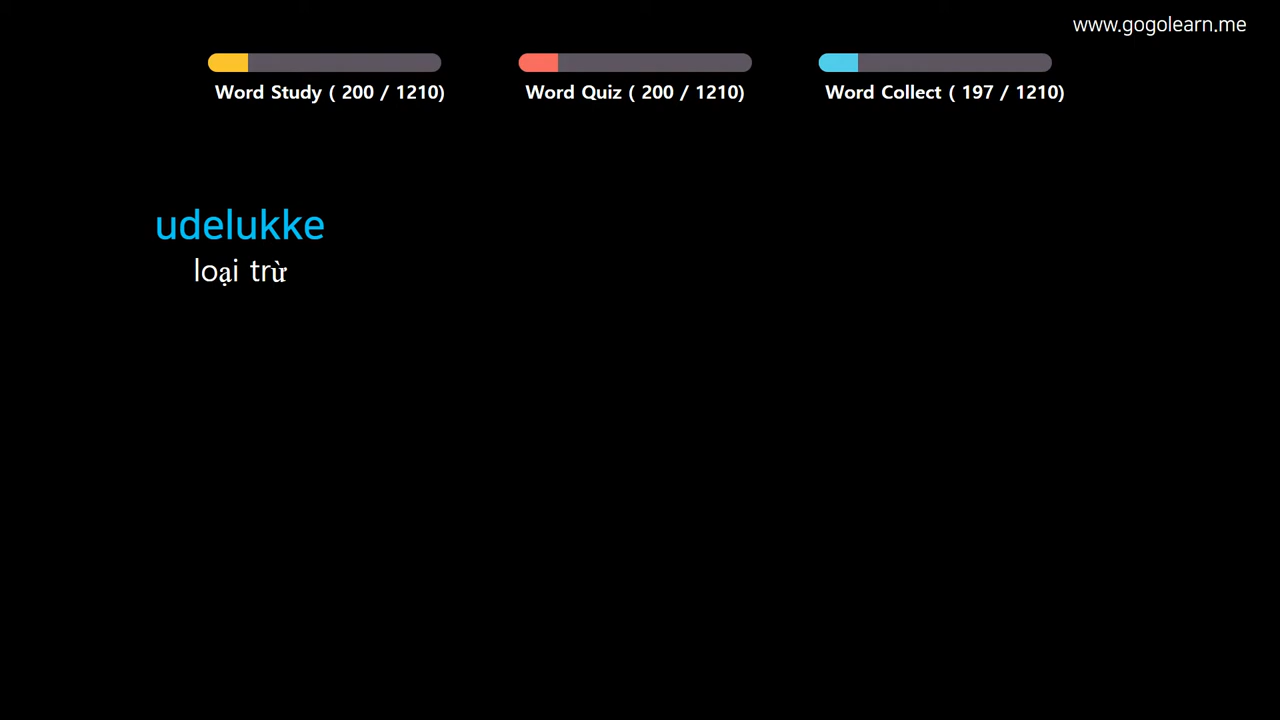 www.gogolearn.me
Word Study ( 200 / 1210)
Word Quiz ( 200 / 1210)
Word Collect ( 197 / 1210)
udelukke
loại trừ